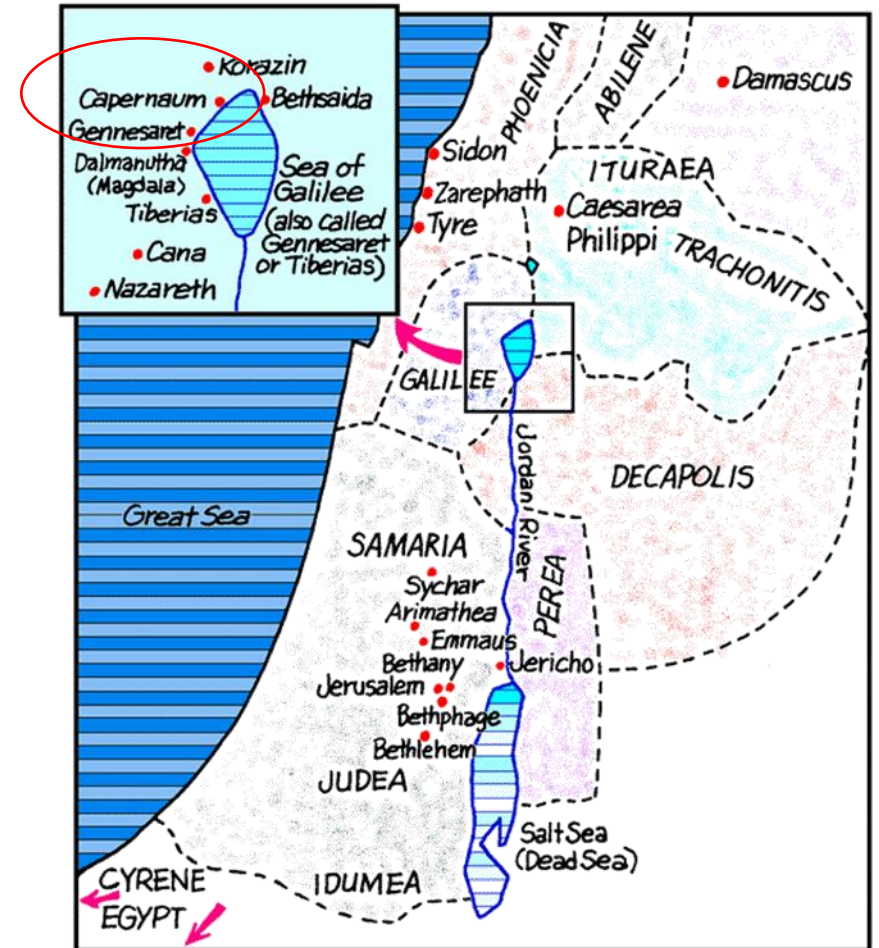 Korazin
Capernaum
Bethsaida
Gennesaret
Dalmanutha
(Magdala)
Tiberias
Cana
Nazareth
Sea of
Galilee
(also called
Gennesaret
or Tiberias)
PHOENICIA
ABILENE
Damascus
Sidon
Zarephath
Tyre
ITURAEA
Caesarea
Philippi
TRACHONITIS
GALILEE
Jordan River
DECAPOLIS
Great Sea
SAMARIA
Sychar
Arimathea
Emmaus
PEREA
Bethany
Jericho
Jerusalem
Bethphage
Bethlehem
JUDEA
Salt Sea
(Dead Sea)
IDUMEA
CYRENE
EGYPT